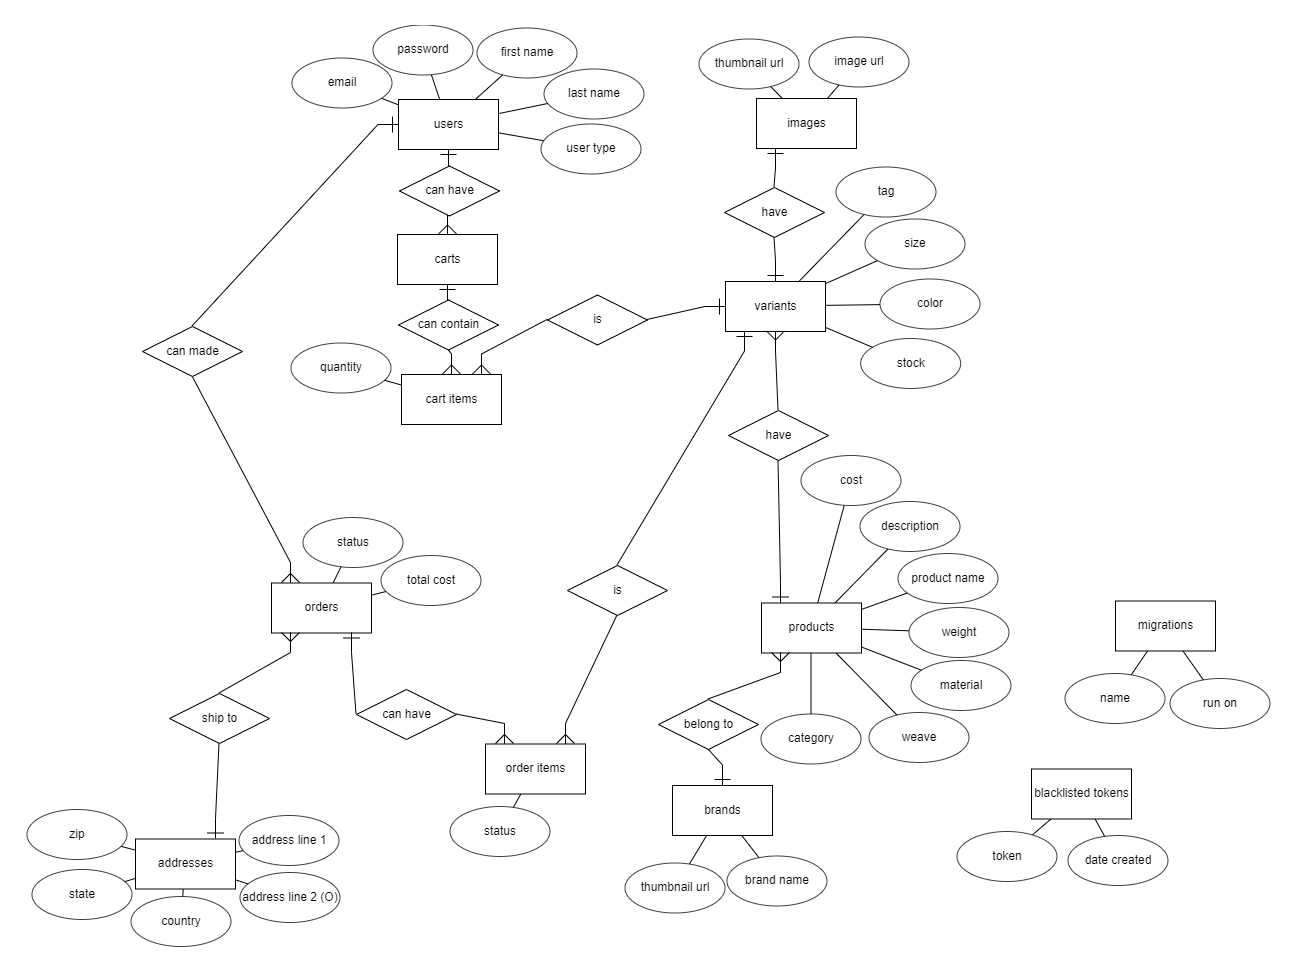 password
first name
email
last name
users
user type
thumbnail url
image url
images
can have
tag
have
size
carts
variants
color
is
can contain
stock
quantity
cart items
can made
have
cost
description
status
total cost
product name
is
orders
products
weight
migrations
material
name
run on
ship to
can have
belong to
category
weave
order items
blacklisted tokens
brands
status
zip
address line 1
addresses
token
date created
state
address line 2 (O)
country
thumbnail url
brand name